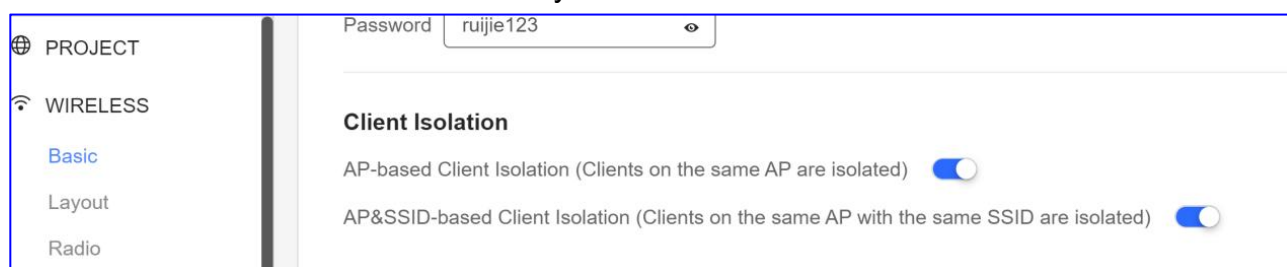 PROJECT
WIRELESS
Basic
Layout
Radio
Password ruijie123
Client Isolation
AP-based Client Isolation (Clients on the same AP are isolated)
AP&SSID-based Client Isolation (Clients on the same AP with the same SSID are isolated)